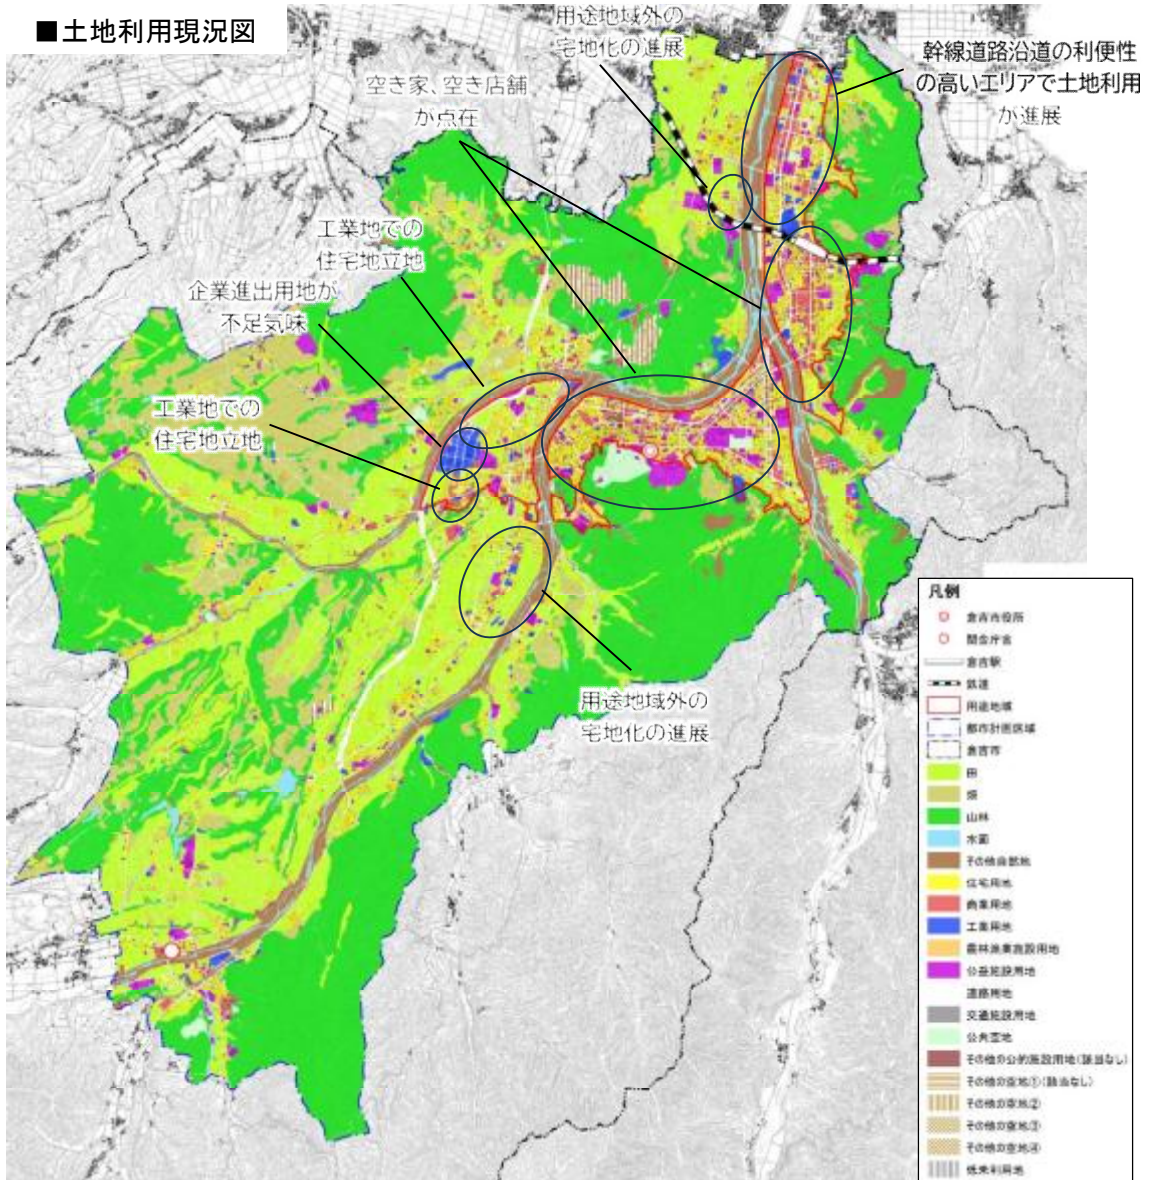 ■土地利用現況図
用途地域外の
宅地化の進展
幹線道路沿道の利便性
の高いエリアで土地利用
が進展
空き家、空き店舗
が点在
工業地での
住宅地立地
企業進出用地が
不足気味
工業地での
住宅地立地
用途地域外の
宅地化の進展
凡例
倉吉市役所
関金庁舎
倉吉駅
鉄道
用途地域
都市計画区域
倉吉市
田
畑
山林
水面
その他自然地
住宅用地
商業用地
工業用地
農林漁業施設用地
公益施設用地
道路用地
交通施設用地
公共空地
その他の公的施設用地(該当なし)
その他の空地①(該当なし)
その他の空地②
その他の空地③
その他の空地④
低未利用地